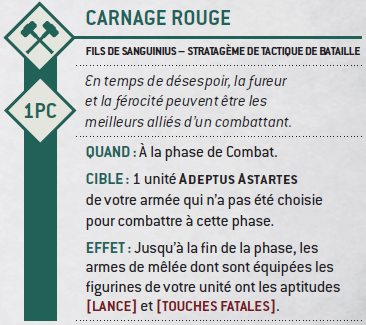 CARNAGE ROUGE
FILS DE SANGUINIUS – STRATAGÈME DE TACTIQUE DE BATAILLE
1PC
En temps de désespoir, la fureur
et la férocité peuvent être les
meilleurs alliés d’un combattant.
QUAND : À la phase de Combat.
CIBLE : 1 unité ADEPTUS ASTARTES
de votre armée qui n’a pas été choisie
pour combattre à cette phase.
EFFET : Jusqu’à la fin de la phase, les
armes de mêlée dont sont équipées les
figurines de votre unité ont les aptitudes
[LANCE] et [TOUCHES FATALES].